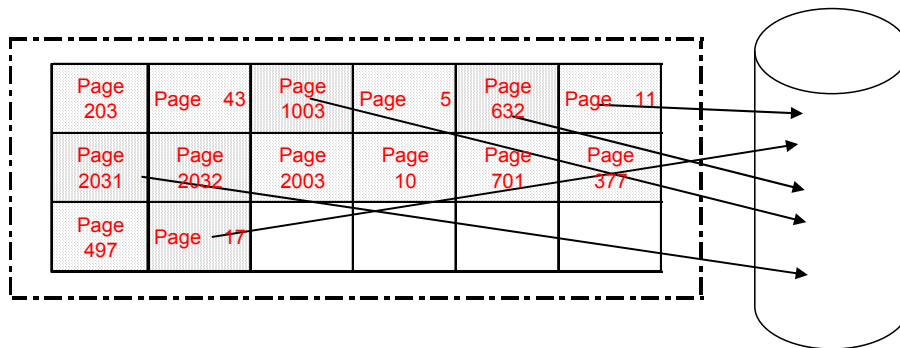 Page 203
Page 43
Page 1003
Page 5
Page 632
Page 11
Page 2031
Page 2032
Page 2003
Page 10
Page 701
Page 377
Page 497
Page 17